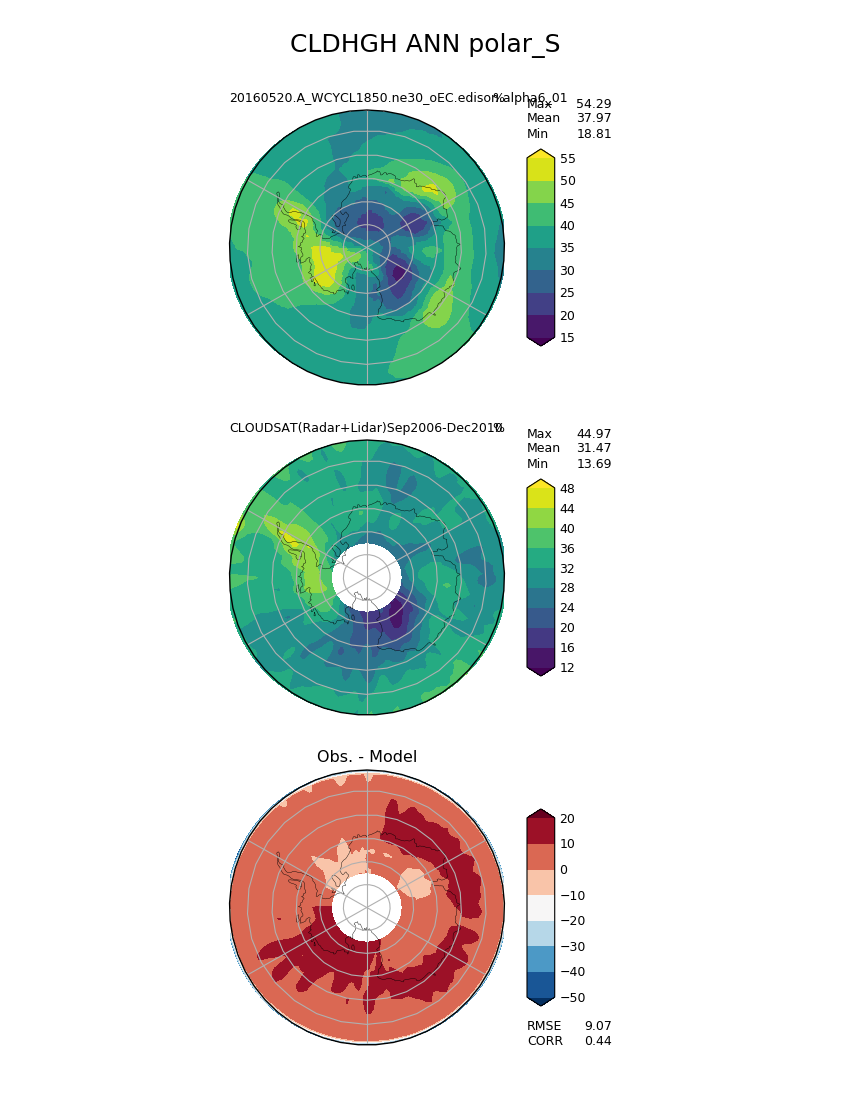 CLDHGH ANN polar_S
20160520.A_WCYCL1850.ne30_oEC.edison.alpha6_01
%
Max 54.29
Mean 37.97
Min 18.81
55
50
45
40
35
30
25
20
15
CLOUDSAT(Radar+Lidar)Sep2006-Dec2010
%
Max 44.97
Mean 31.47
Min 13.69
48
44
40
36
32
28
24
20
16
12
Obs. - Model
20
10
0
−10
−20
−30
−40
−50
RMSE 9.07
CORR 0.44